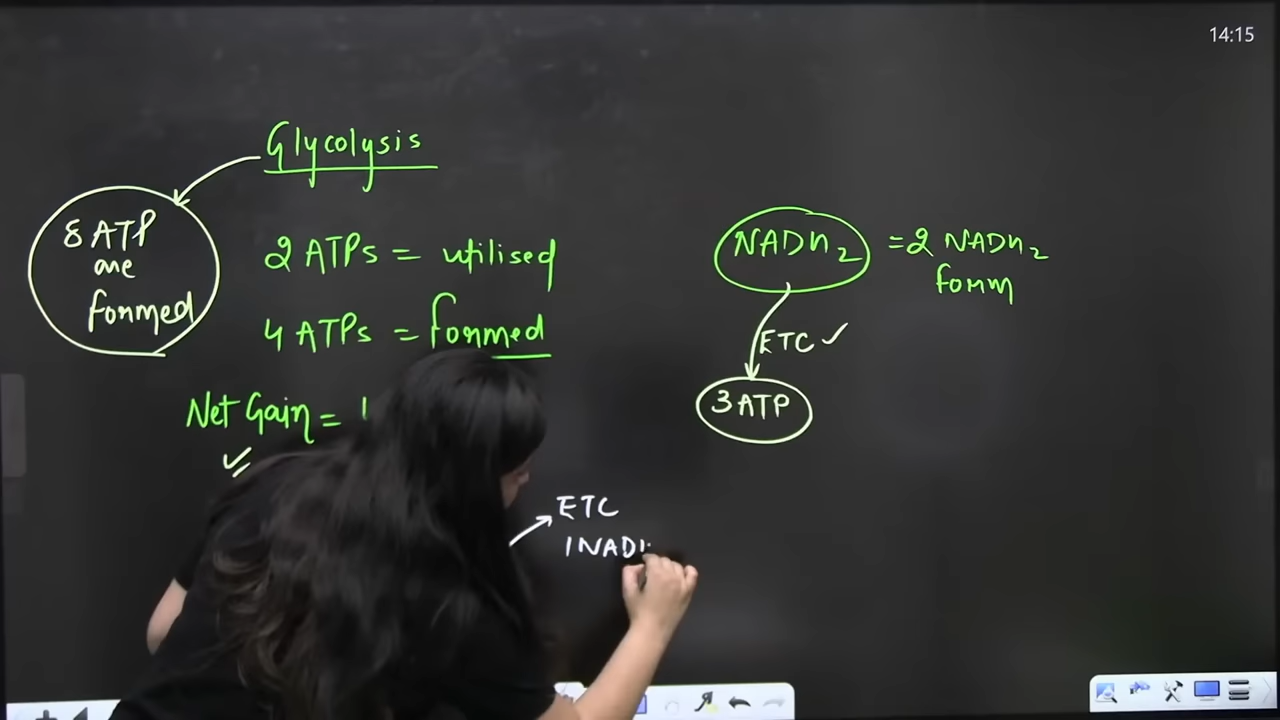 14:15
Glycolysis
8 ATP
are
formed
2 ATPs = utilised
4 ATPs = formed
Net Gain =
NADH2 = 2 NADH2
form
ETC ✓
3 ATP
ETC
1NAD